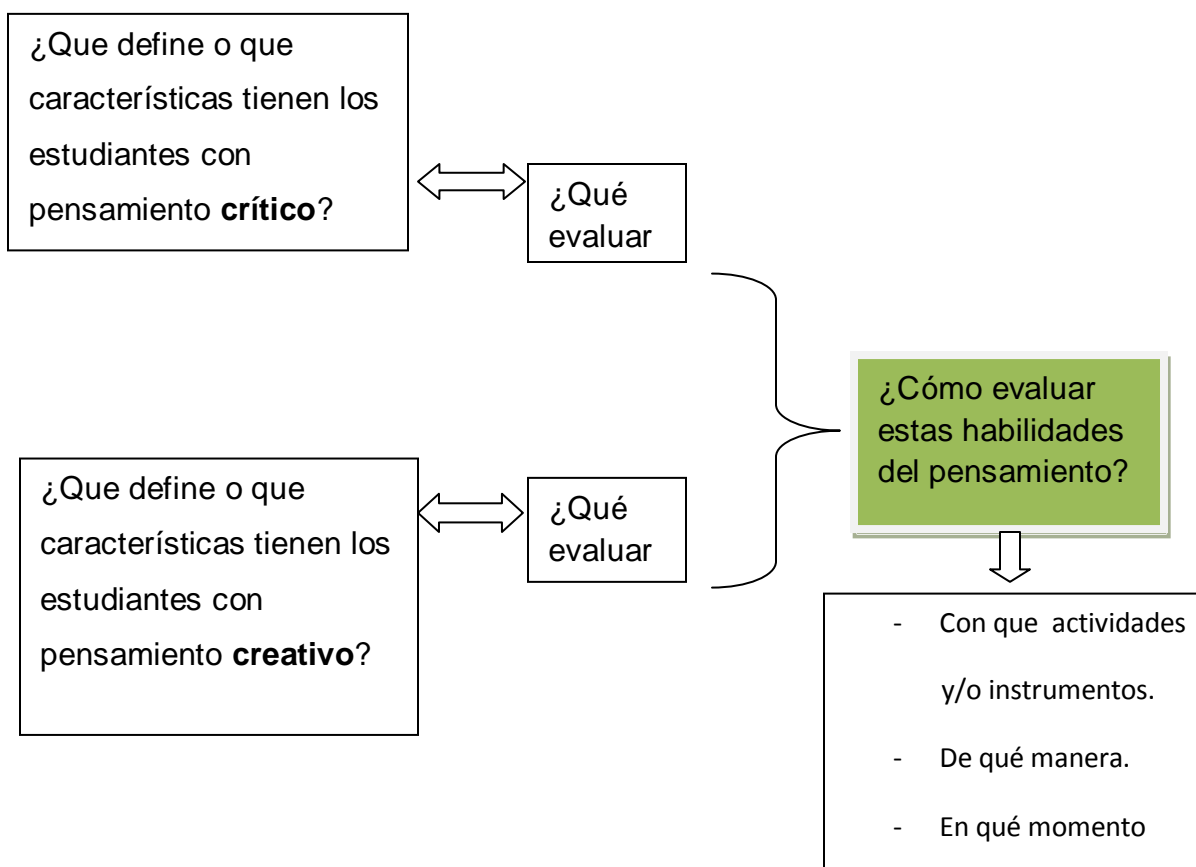 ¿Que define o que
características tienen los
estudiantes con
pensamiento crítico?
¿Qué
evaluar
¿Que define o que
características tienen los
estudiantes con
pensamiento creativo?
¿Qué
evaluar
¿Cómo evaluar
estas habilidades
del pensamiento?
- Con que actividades
y/o instrumentos.
- De qué manera.
- En qué momento